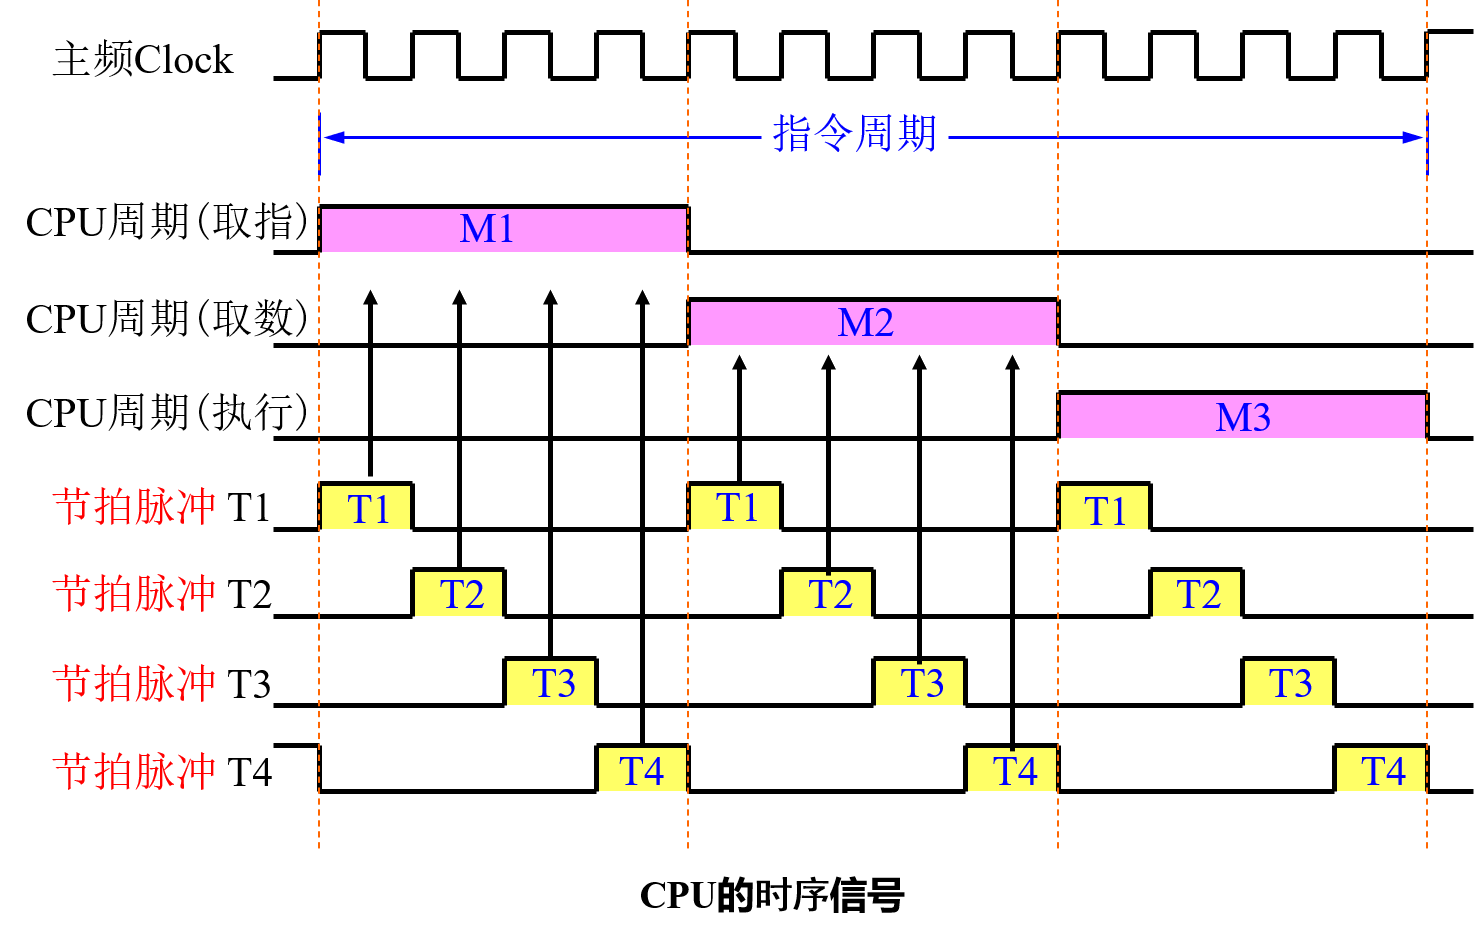 主频Clock
指令周期
CPU周期(取指)
M1
CPU周期(取数)
M2
CPU周期(执行)
M3
节拍脉冲 T1
T1
T1
T1
节拍脉冲 T2
T2
T2
T2
节拍脉冲 T3
T3
T3
T3
节拍脉冲 T4
T4
T4
T4
CPU的时序信号